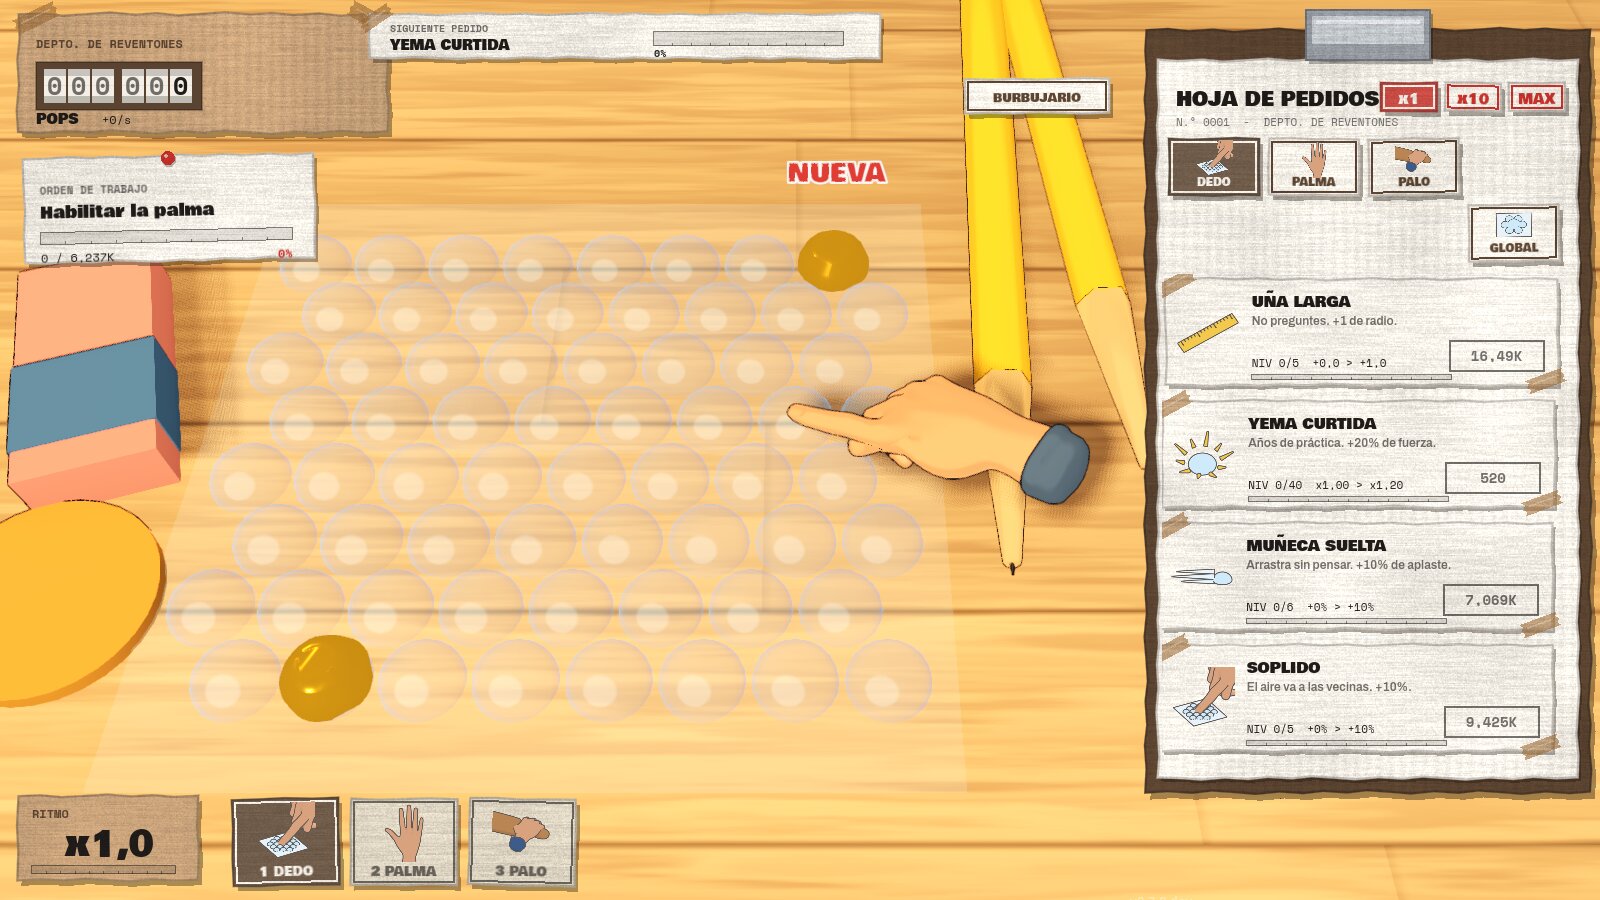 DEPTO. DE REVENTONES
000 000
POPS +0/s
SIGUIENTE PEDIDO
YEMA CURTIDA
0%
BURBUJARIO
ORDEN DE TRABAJO
Habilitar la palma
0 / 6,237K 0%
NUEVA
HOJA DE PEDIDOS x1 x10 MAX
N.° 0001 - DEPTO. DE REVENTONES
DEDO PALMA PALO
GLOBAL
UÑA LARGA
No preguntes. +1 de radio.
NIV 0/5 +0,0 > +1,0 16,49K
YEMA CURTIDA
Años de práctica. +20% de fuerza.
NIV 0/40 x1,00 > x1,20 520
MUÑECA SUELTA
Arrastra sin pensar. +10% de aplaste.
NIV 0/6 +0% > +10% 7,069K
SOPLIDO
El aire va a las vecinas. +10%.
NIV 0/5 +0% > +10% 9,425K
RITMO
x1,0
1 DEDO 2 PALMA 3 PALO